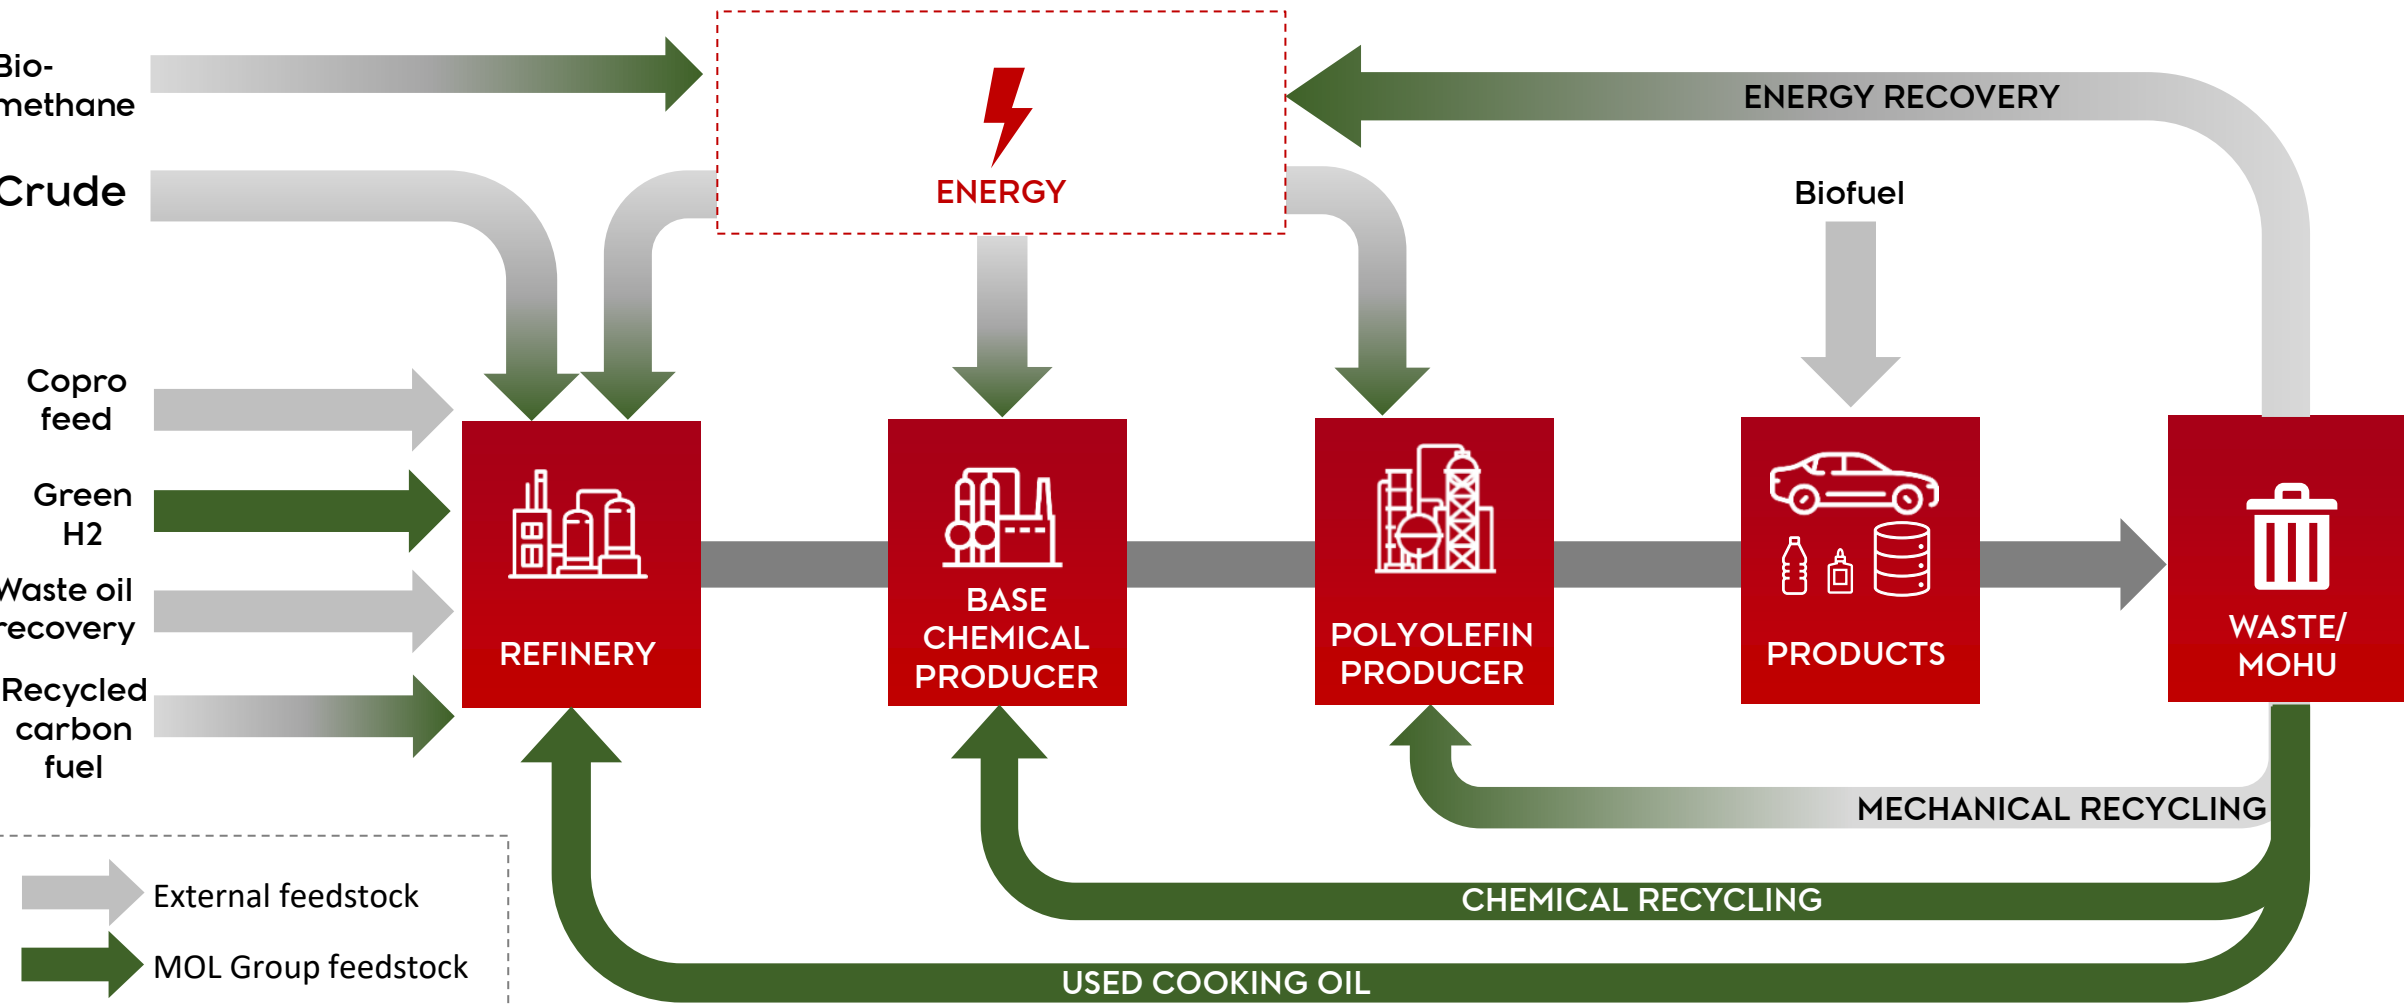 Bio-
methane
ENERGY
ENERGY RECOVERY
Crude
Biofuel
Copro
feed
Green
H2
Waste oil
recovery
Recycled
carbon
fuel
REFINERY
BASE
CHEMICAL
PRODUCER
POLYOLEFIN
PRODUCER
PRODUCTS
WASTE/
MOHU
MECHANICAL RECYCLING
CHEMICAL RECYCLING
USED COOKING OIL
External feedstock
MOL Group feedstock